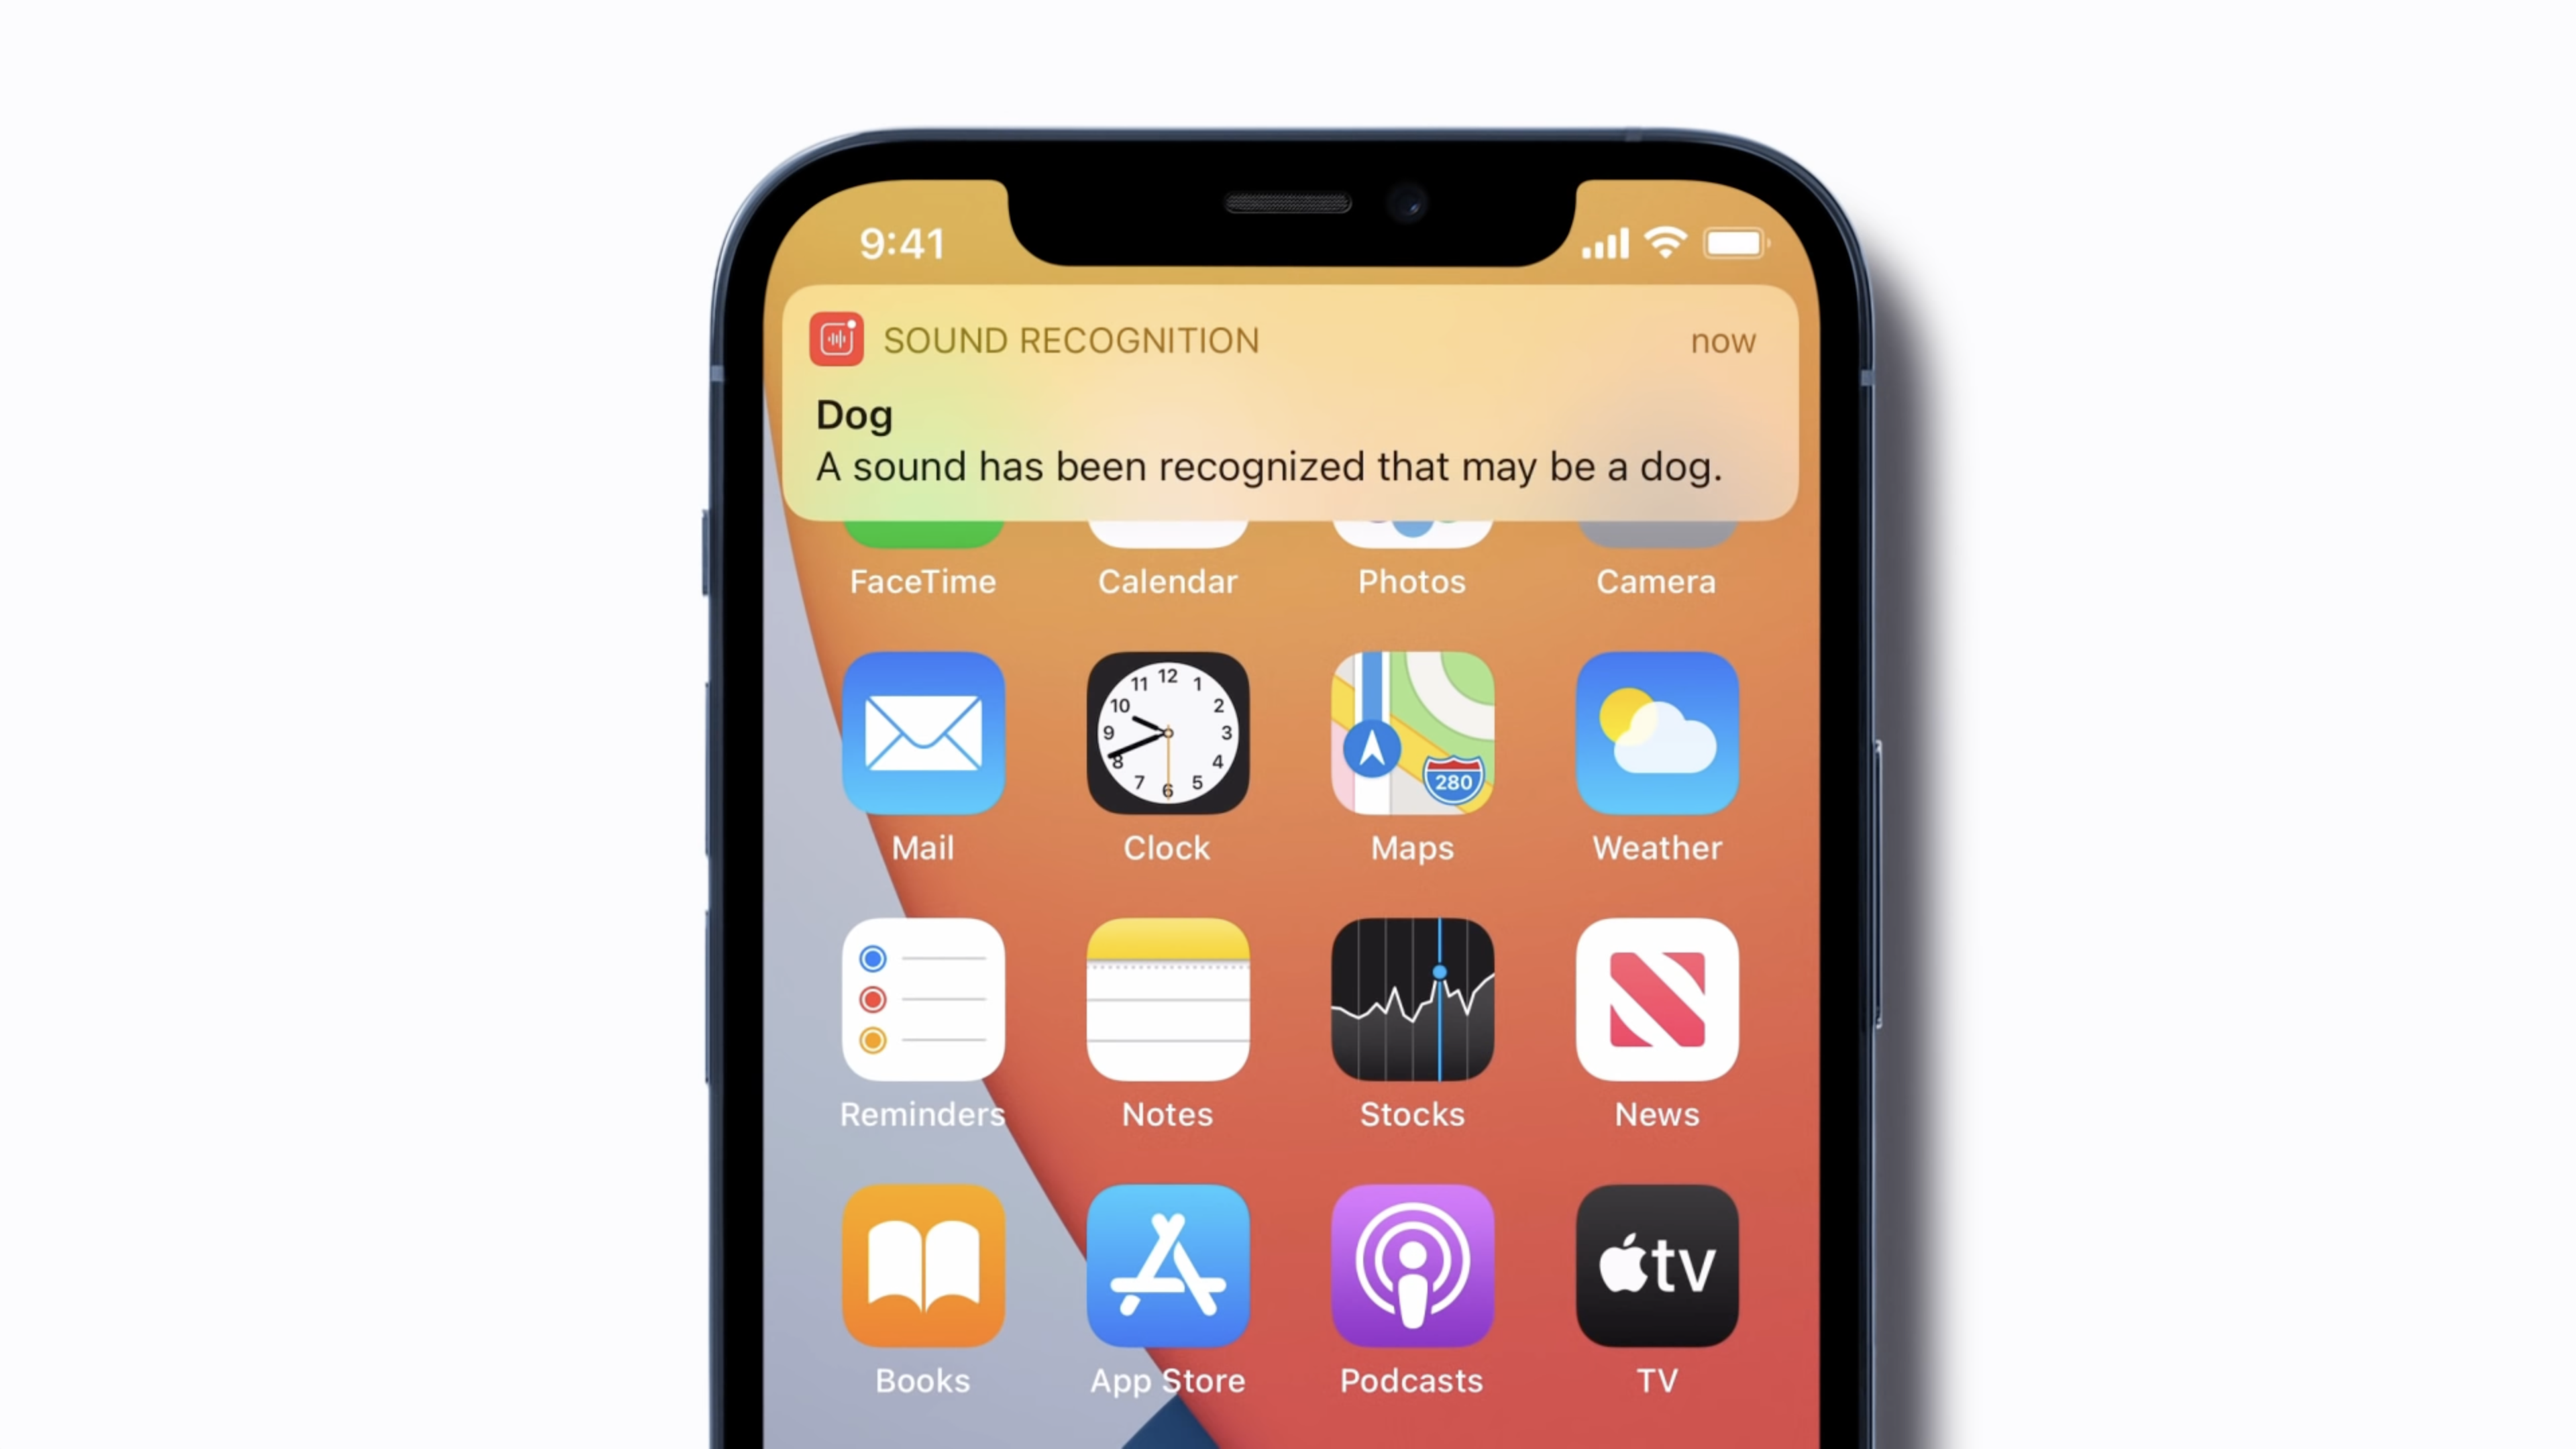 9:41
SOUND RECOGNITION now
Dog
A sound has been recognized that may be a dog.
FaceTime Calendar Photos Camera
12
11 1
10 2
9 3
8 4
7 5
6
280
Mail Clock Maps Weather
Reminders Notes Stocks News
tv
Books App Store Podcasts TV